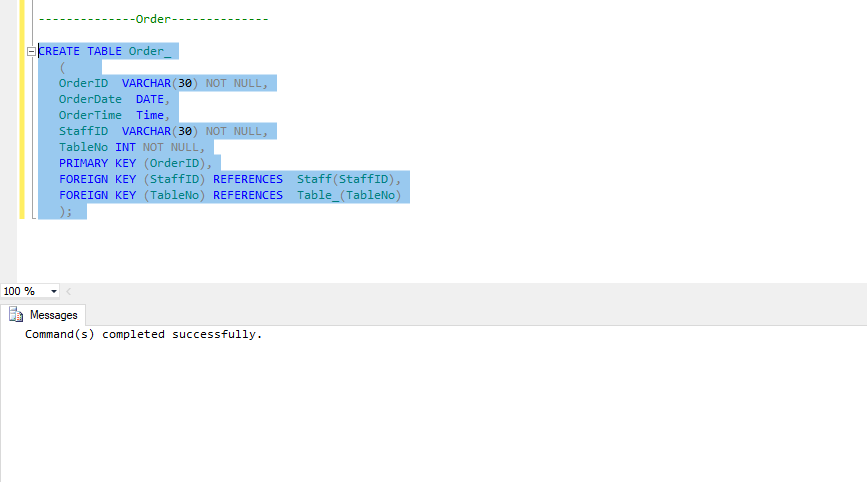 --------------Order--------------
CREATE TABLE Order_
(
OrderID  VARCHAR(30) NOT NULL,
OrderDate  DATE,
OrderTime  Time,
StaffID  VARCHAR(30) NOT NULL,
TableNo INT NOT NULL,
PRIMARY KEY (OrderID),
FOREIGN KEY (StaffID) REFERENCES  Staff(StaffID),
FOREIGN KEY (TableNo) REFERENCES  Table_(TableNo)
);
100 %
Messages
Command(s) completed successfully.